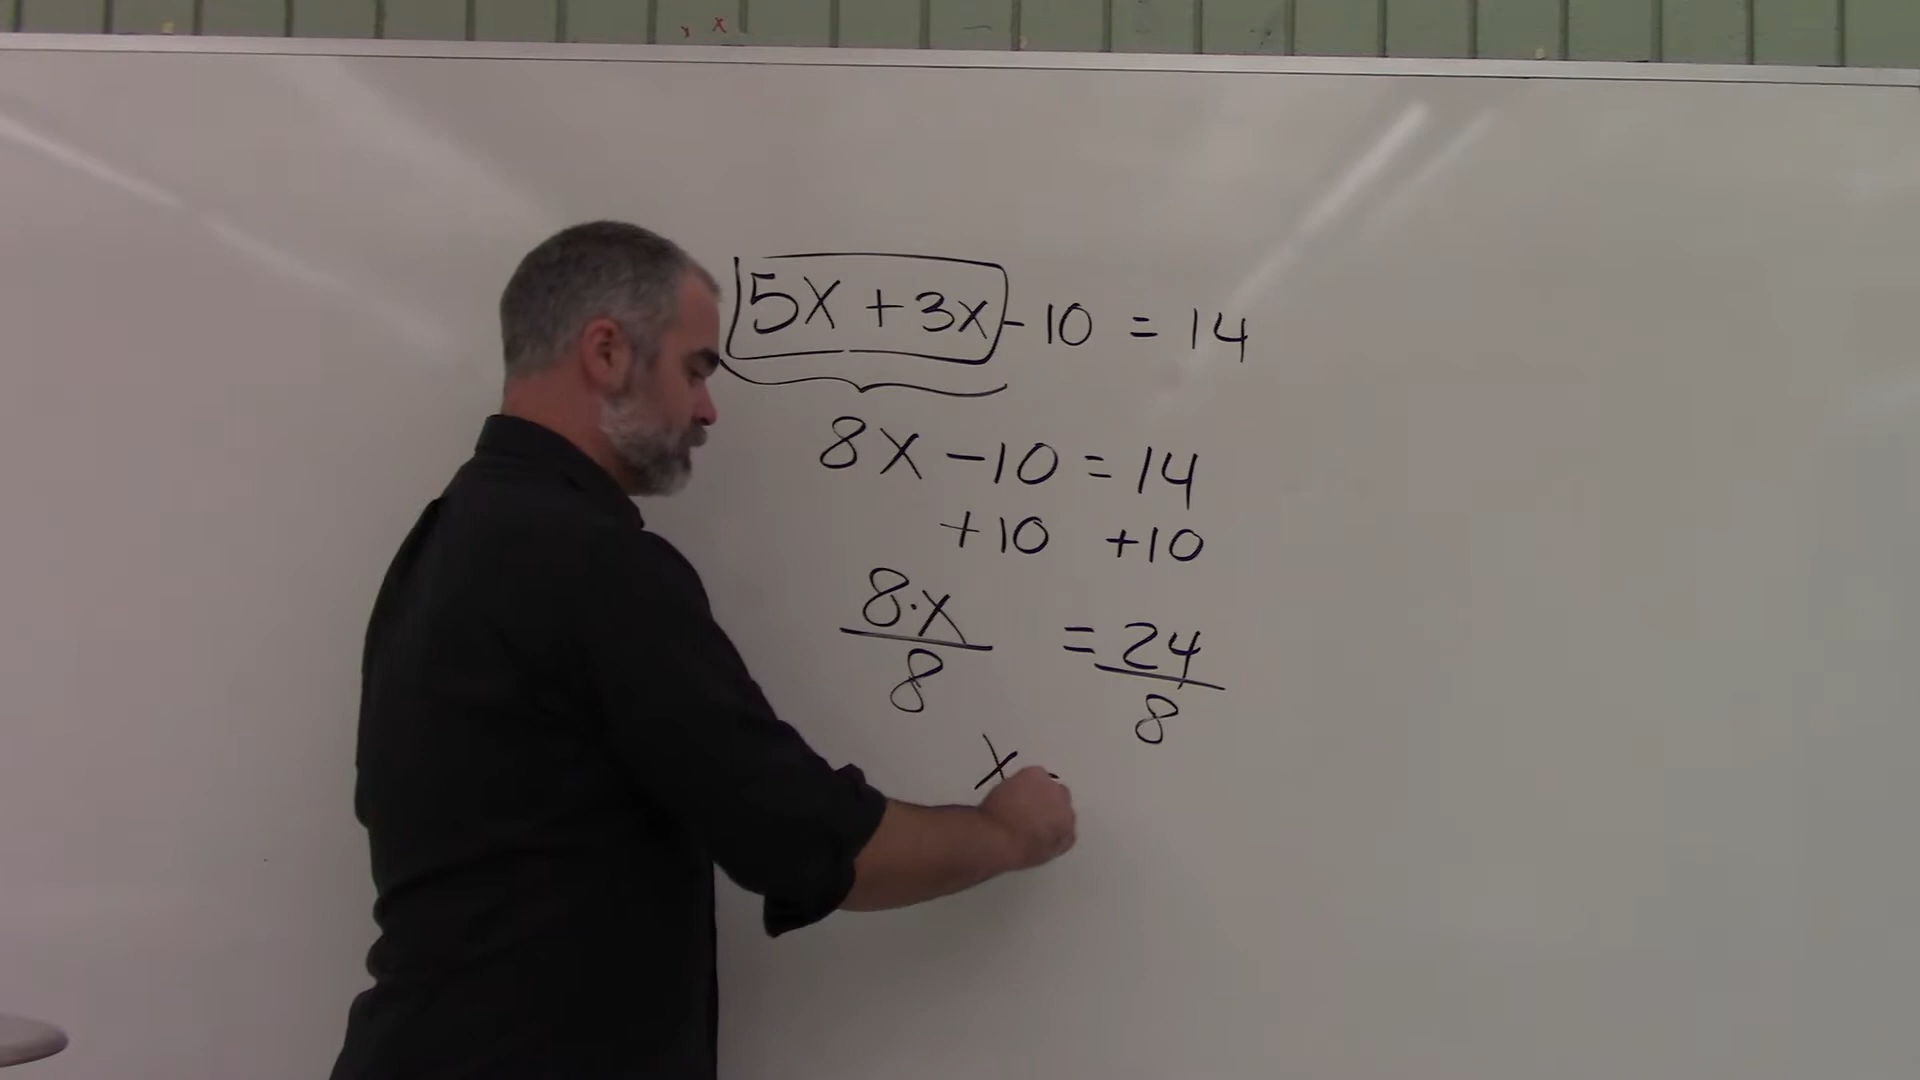 5x + 3x - 10 = 14
8x - 10 = 14
+10 +10
8·x = 24
8 8
x =